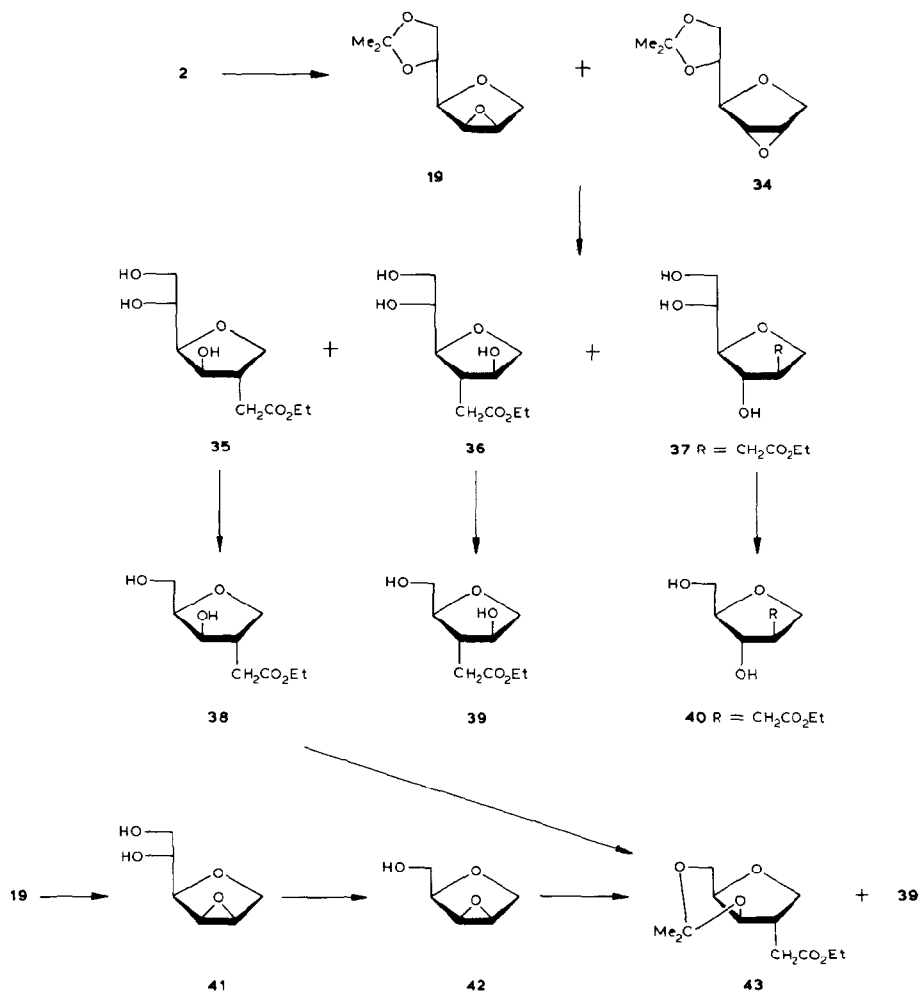 O
Me₂C
O
O
O
2
+
19
O
Me₂C
O
O
O
34
HO
HO
O
OH
CH₂CO₂Et
35
+
HO
HO
O
HO
CH₂CO₂Et
36
+
HO
HO
O
R
OH
37 R = CH₂CO₂Et
HO
O
OH
CH₂CO₂Et
38
HO
O
HO
CH₂CO₂Et
39
HO
O
R
OH
40 R = CH₂CO₂Et
19
HO
HO
O
O
41
HO
O
O
42
O
O
O
Me₂C
CH₂CO₂Et
43
+ 39